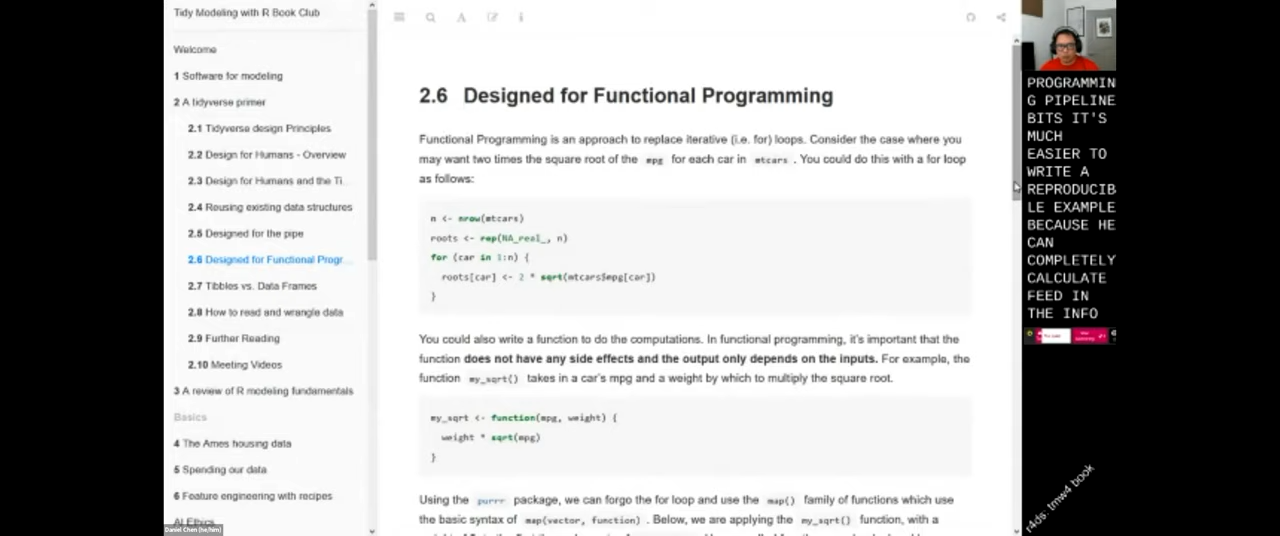 Tidy Modeling with R Book Club
Welcome
1 Software for modeling
2 A tidyverse primer
2.1 Tidyverse design Principles
2.2 Design for Humans - Overview
2.3 Design for Humans and the Ti...
2.4 Reusing existing data structures
2.5 Designed for the pipe
2.6 Designed for Functional Progr...
2.7 Tibbles vs. Data Frames
2.8 How to read and wrangle data
2.9 Further Reading
2.10 Meeting Videos
3 A review of R modeling fundamentals
Basics
4 The Ames housing data
5 Spending our data
6 Feature engineering with recipes
AI Ethics
Daniel Chen (he/him)
2.6 Designed for Functional Programming
Functional Programming is an approach to replace iterative (i.e. for) loops. Consider the case where you
may want two times the square root of the mpg for each car in mtcars . You could do this with a for loop
as follows:
n <- nrow(mtcars)
roots <- rep(NA_real_, n)
for (car in 1:n) {
roots[car] <- 2 * sqrt(mtcars$mpg[car])
}
You could also write a function to do the computations. In functional programming, it's important that the
function does not have any side effects and the output only depends on the inputs. For example, the
function my_sqrt() takes in a car's mpg and a weight by which to multiply the square root.
my_sqrt <- function(mpg, weight) {
weight * sqrt(mpg)
}
Using the purrr package, we can forgo the for loop and use the map() family of functions which use
the basic syntax of map(vector, function) . Below, we are applying the my_sqrt() function, with a
PROGRAMMIN
G PIPELINE
BITS IT'S
MUCH
EASIER TO
WRITE A
REPRODUCIB
LE EXAMPLE
BECAUSE HE
CAN
COMPLETELY
CALCULATE
FEED IN
THE INFO
r4ds: tmw4 book